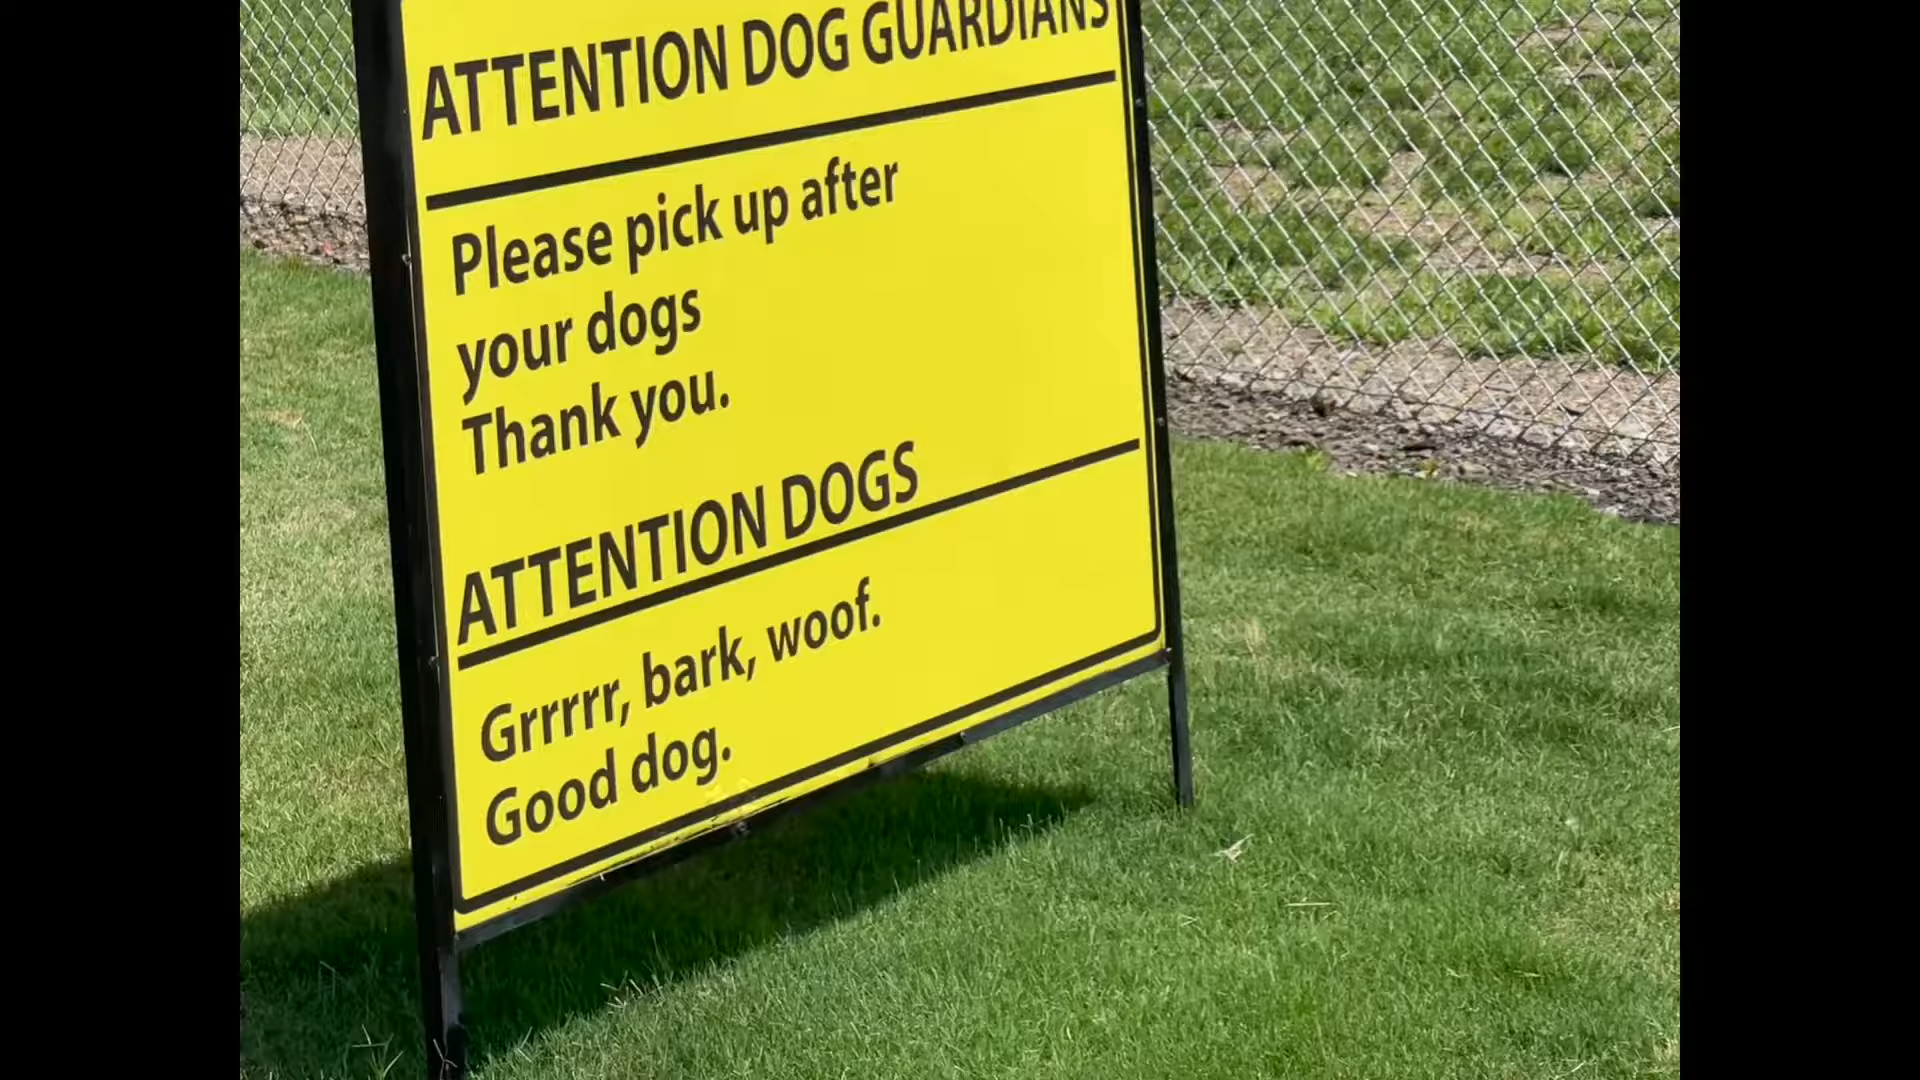 ATTENTION DOG GUARDIANS
Please pick up after
your dogs
Thank you.
ATTENTION DOGS
Grrrrr, bark, woof.
Good dog.